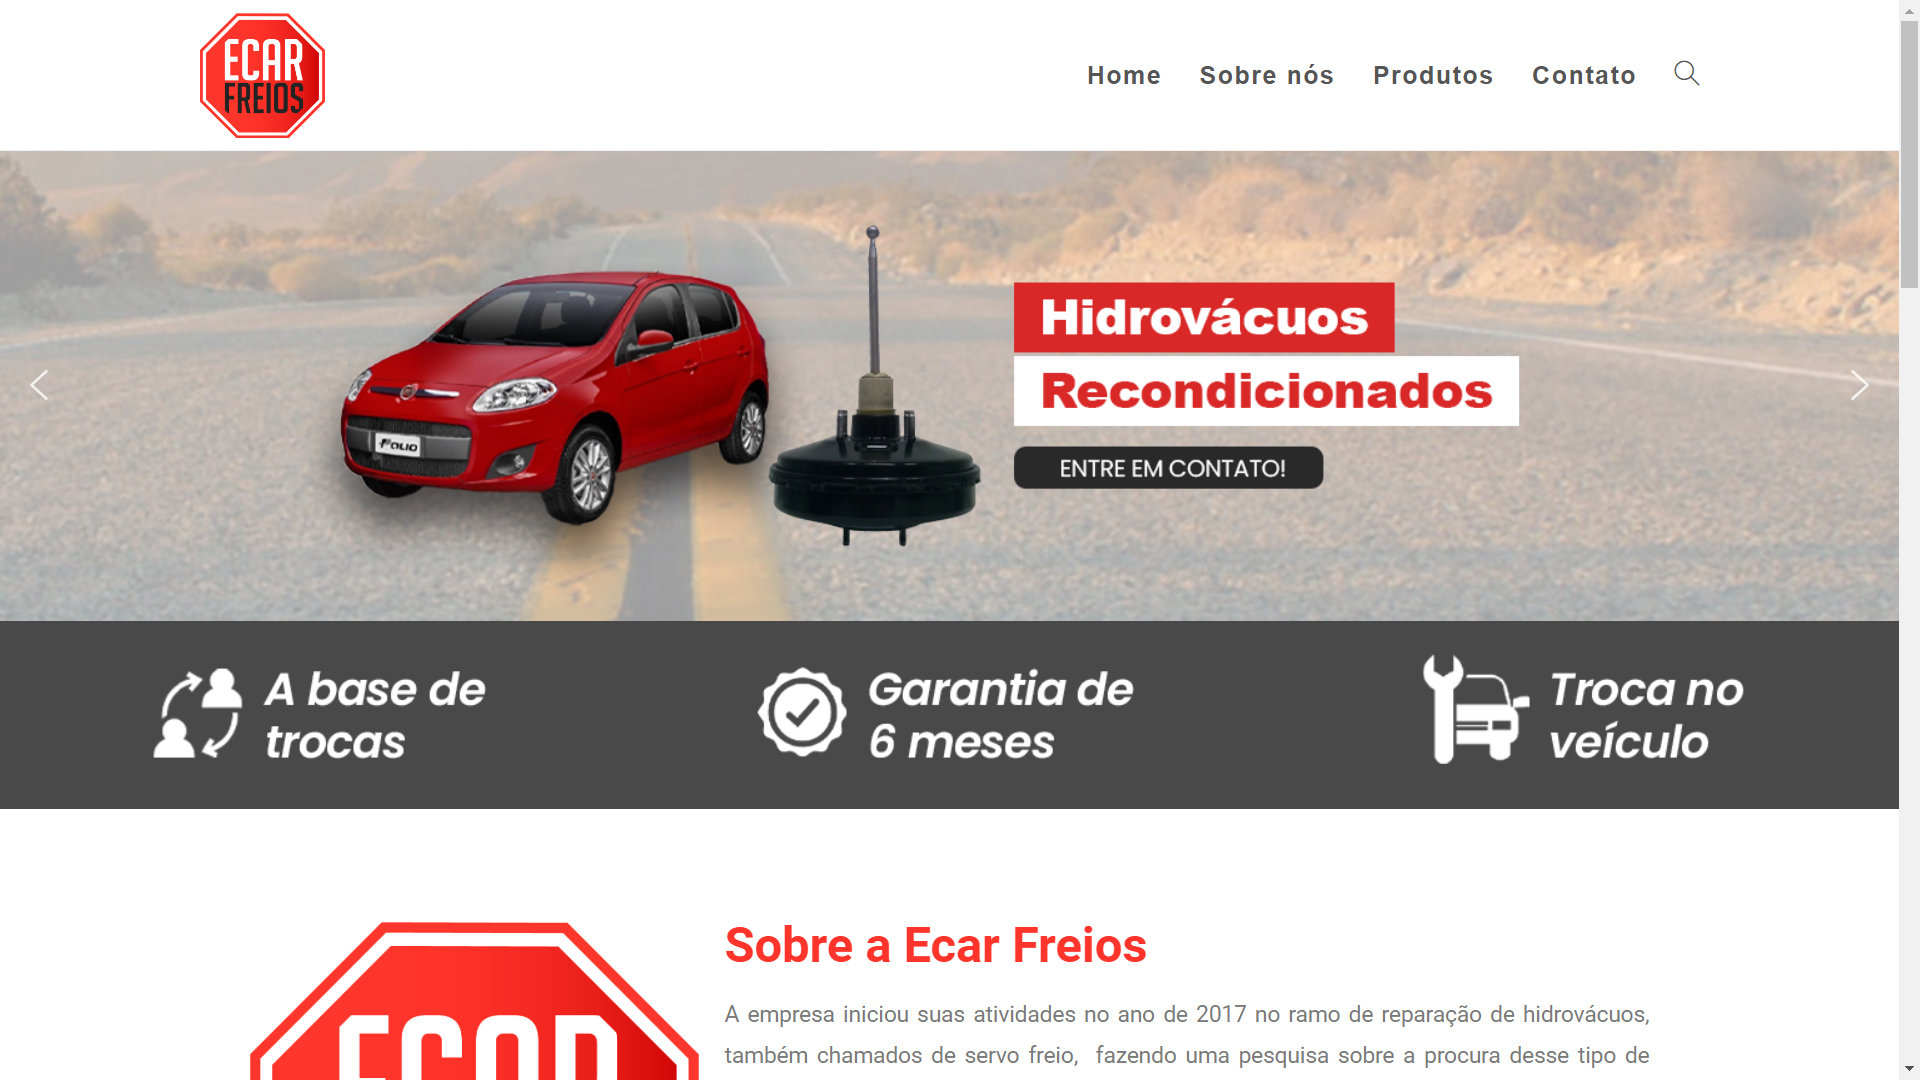 ECAR
FREIOS
Home
Sobre nós
Produtos
Contato
Hidrovácuos
Recondicionados
ENTRE EM CONTATO!
Palio
A base de
trocas
Garantia de
6 meses
Troca no
veículo
ECAR
Sobre a Ecar Freios
A empresa iniciou suas atividades no ano de 2017 no ramo de reparação de hidrovácuos,
também chamados de servo freio, fazendo uma pesquisa sobre a procura desse tipo de